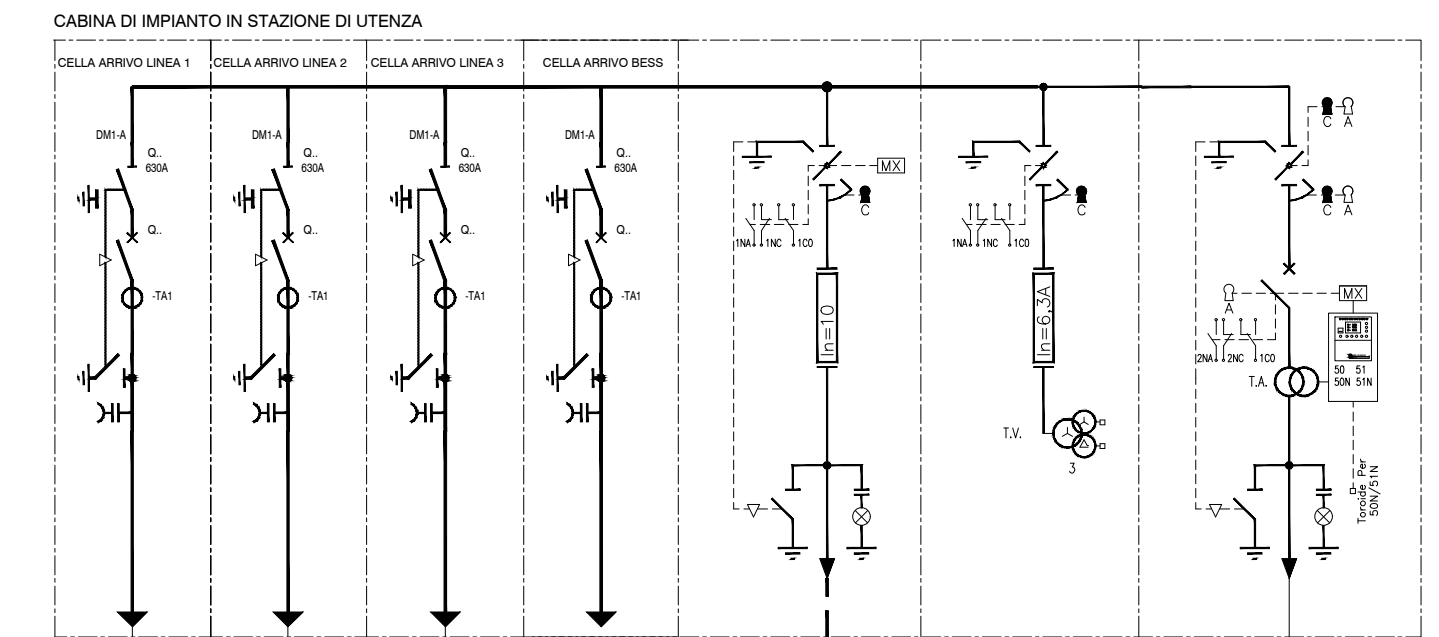 CABINA DI IMPIANTO IN STAZIONE DI UTENZA
CELLA ARRIVO LINEA 1
CELLA ARRIVO LINEA 2
CELLA ARRIVO LINEA 3
CELLA ARRIVO BESS
DM1-A
Q..
630A
Q..
-TA1
DM1-A
Q..
630A
Q..
-TA1
DM1-A
Q..
630A
Q..
-TA1
DM1-A
Q..
630A
Q..
-TA1
MX
C
1NA
1NC
1C0
In=10
C
1NA
1NC
1C0
In=6,3A
T.V.
3
C A
C A
A
MX
2NA
2NC
1C0
T.A.
50 51
50N 51N
Toroide Per
50N/51N